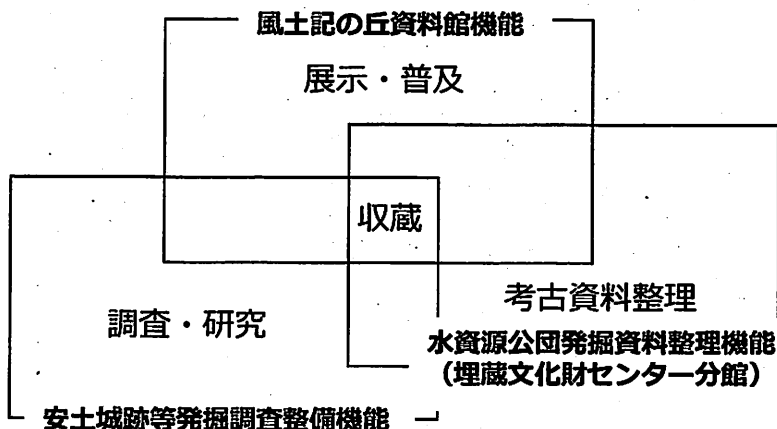 風土記の丘資料館機能
展示・普及
収蔵
考古資料整理
調査・研究
水資源公団発掘資料整理機能
（埋蔵文化財センター分館）
安土城跡等発掘調査整備機能